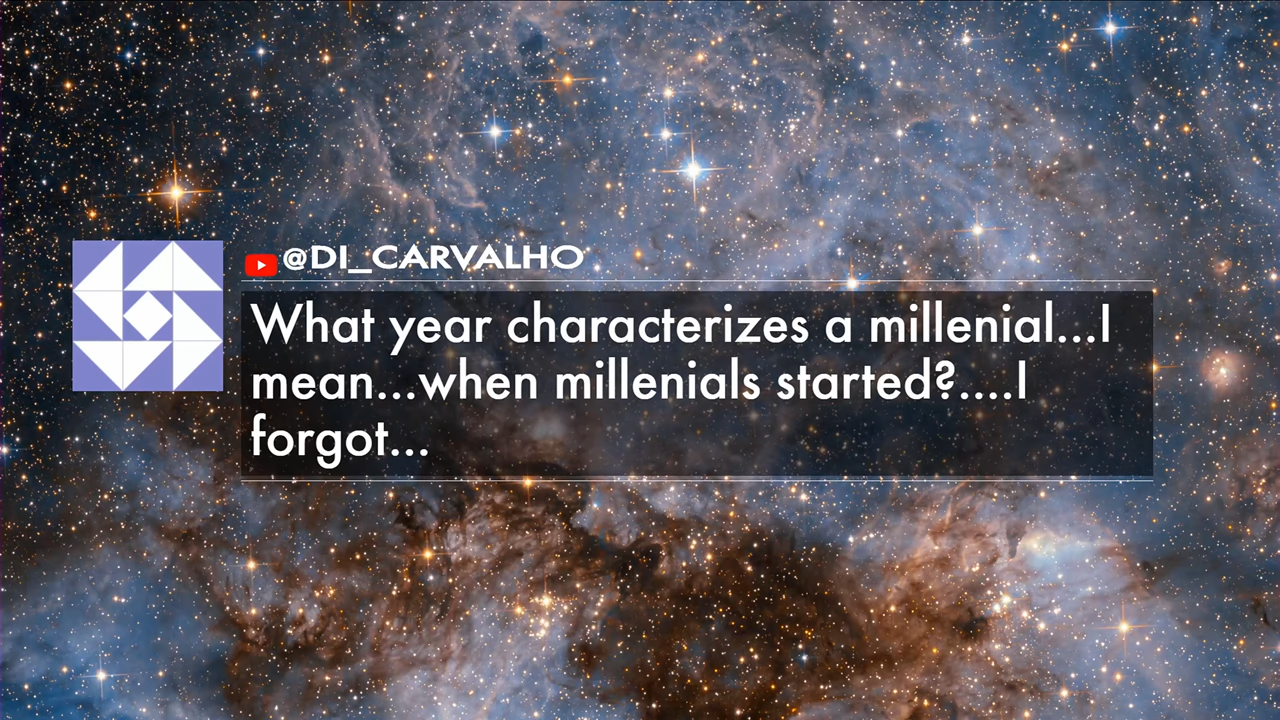 @DI_CARVALHO
What year characterizes a millenial...I
mean...when millenials started?....I
forgot...